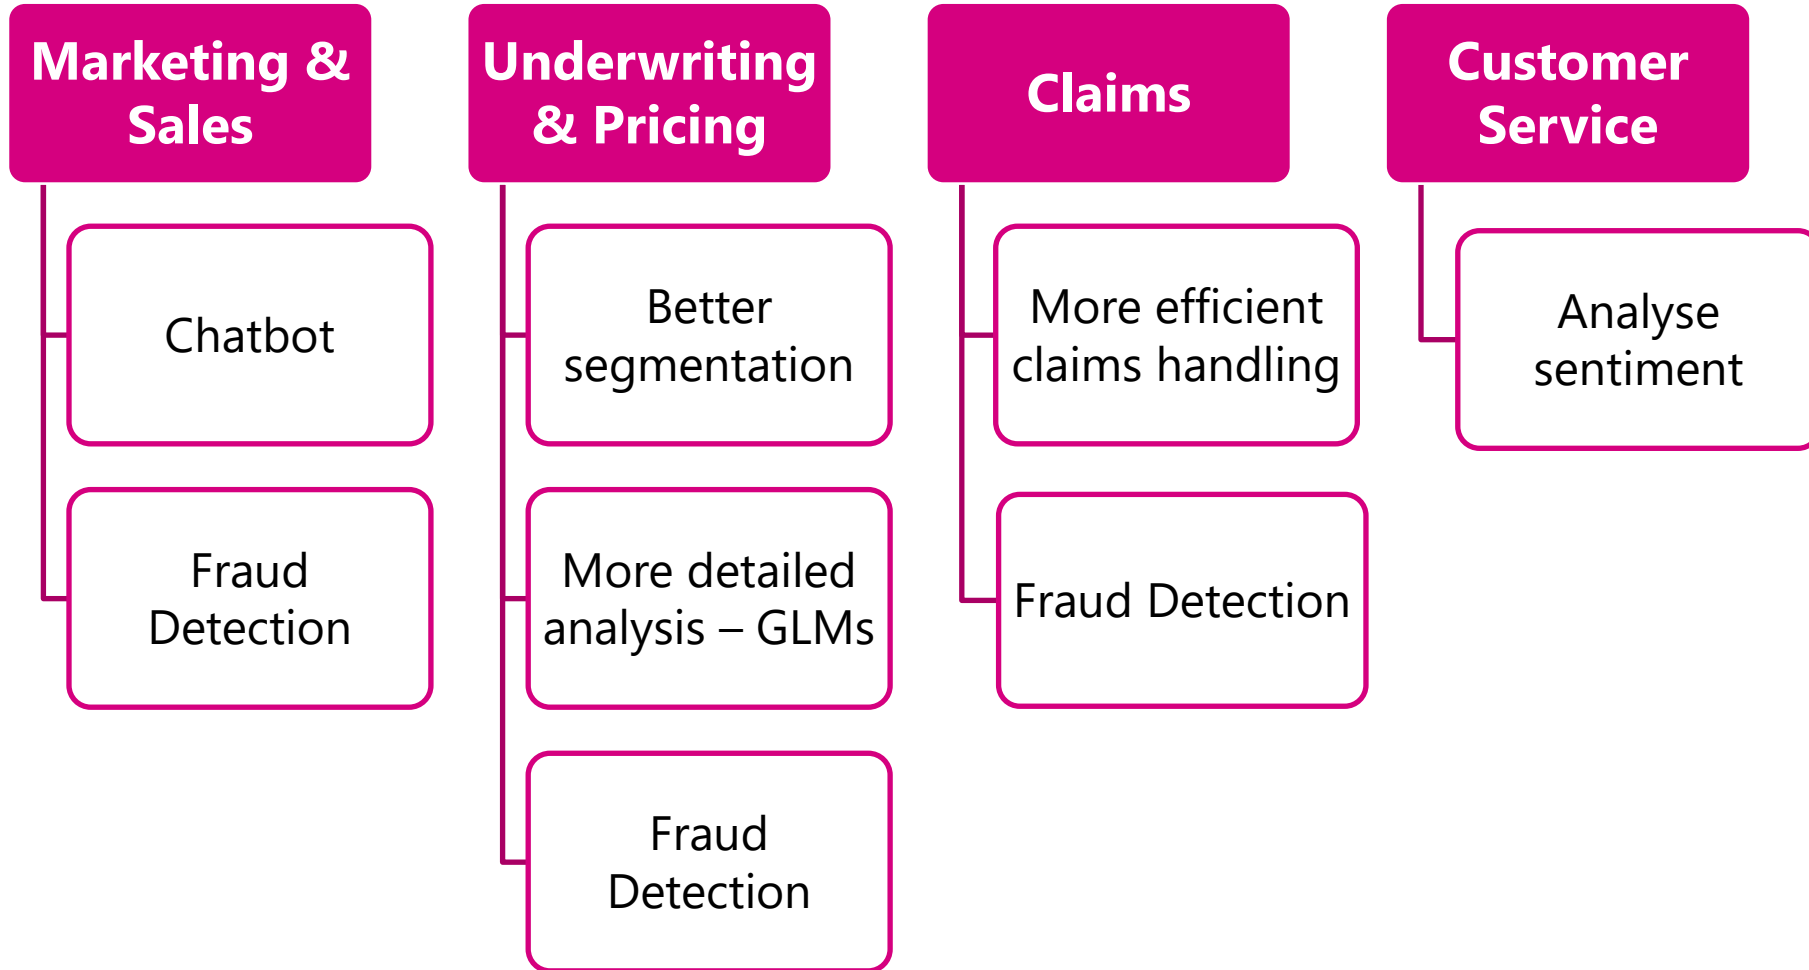 Marketing &
Sales
Chatbot
Fraud
Detection
Underwriting
& Pricing
Better
segmentation
More detailed
analysis – GLMs
Fraud
Detection
Claims
More efficient
claims handling
Fraud Detection
Customer
Service
Analyse
sentiment